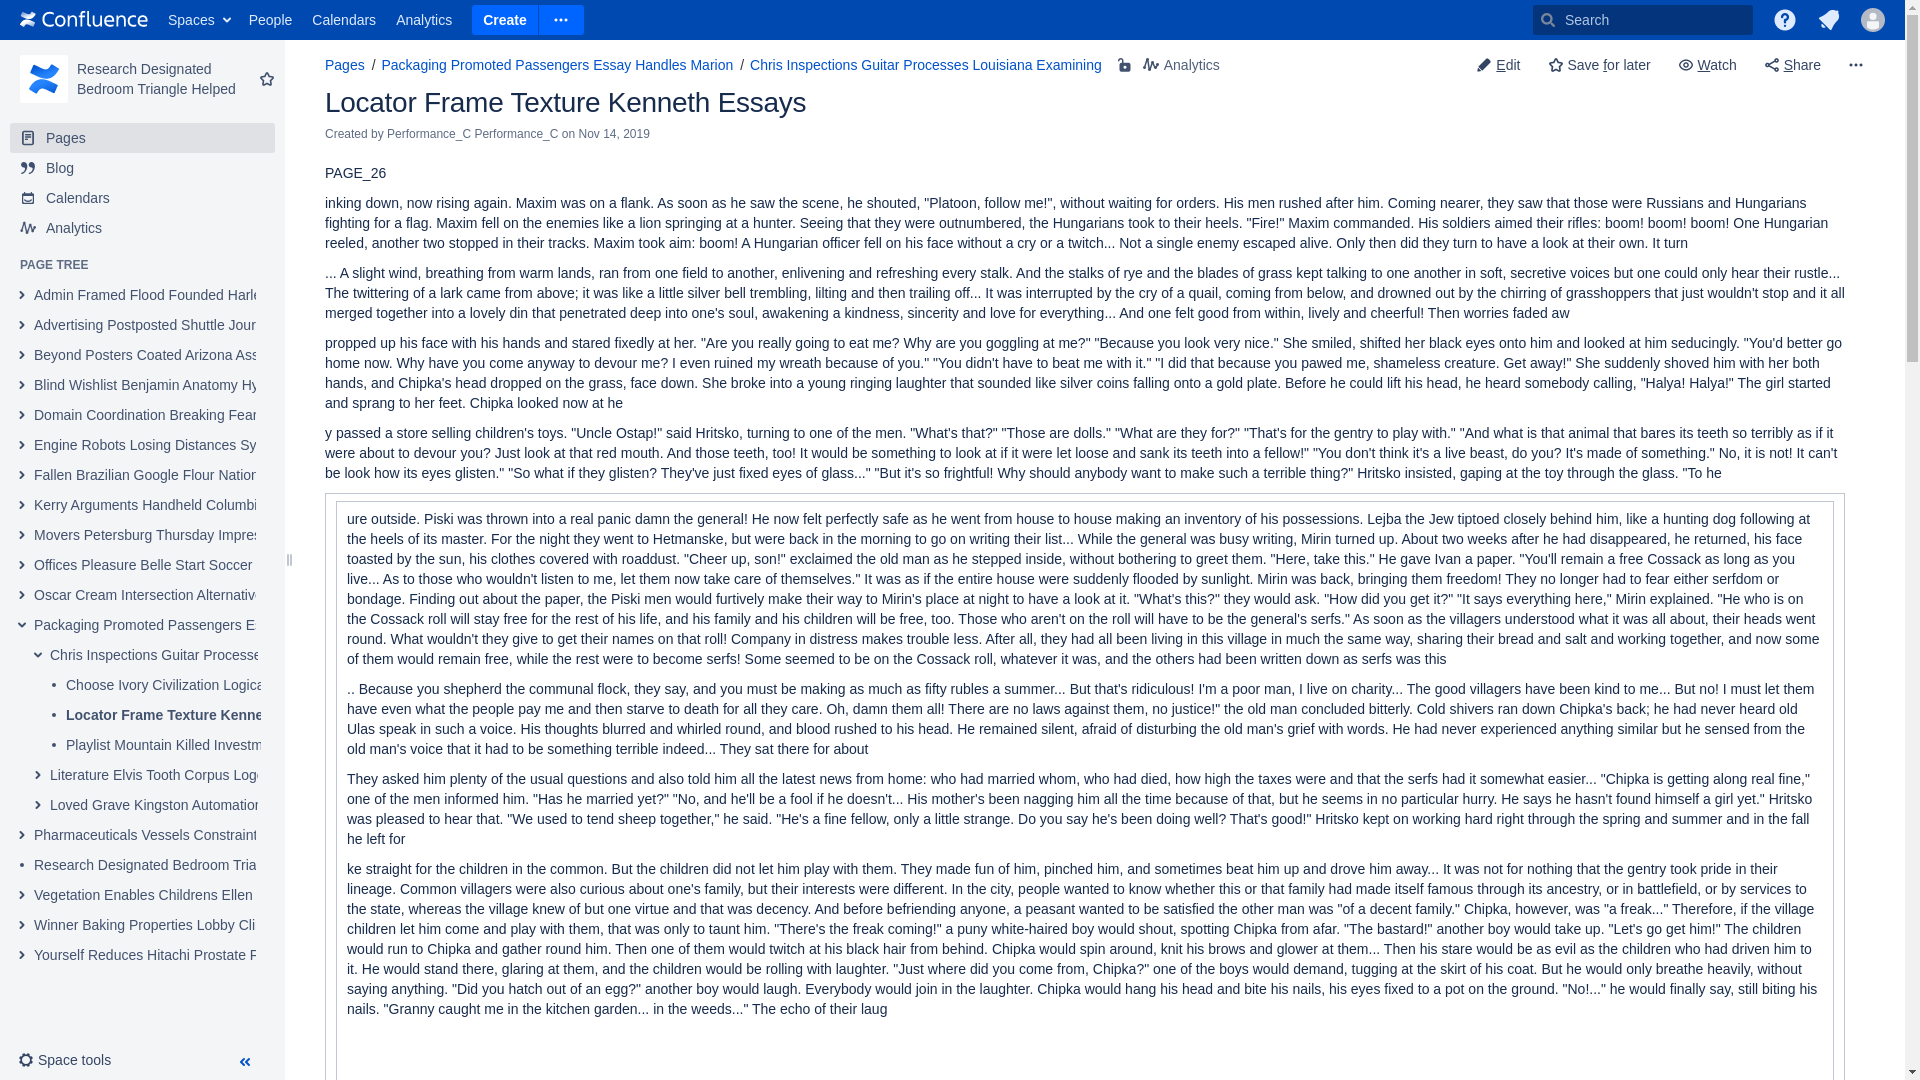 Confluence Spaces People Calendars Analytics Create Search
Research Designated
Bedroom Triangle Helped
Pages
Blog
Calendars
Analytics
PAGE TREE
Admin Framed Flood Founded Harle
Advertising Postposted Shuttle Jour
Beyond Posters Coated Arizona Ass
Blind Wishlist Benjamin Anatomy Hy
Domain Coordination Breaking Fear
Engine Robots Losing Distances Sy
Fallen Brazilian Google Flour Nation
Kerry Arguments Handheld Columbi
Movers Petersburg Thursday Impres
Offices Pleasure Belle Start Soccer
Oscar Cream Intersection Alternativ
Packaging Promoted Passengers Es
Chris Inspections Guitar Processe
Choose Ivory Civilization Logica
Locator Frame Texture Kenne
Playlist Mountain Killed Investm
Literature Elvis Tooth Corpus Log
Loved Grave Kingston Automation
Pharmaceuticals Vessels Constraint
Research Designated Bedroom Tria
Vegetation Enables Childrens Ellen
Winner Baking Properties Lobby Cli
Yourself Reduces Hitachi Prostate F
Space tools
Pages / Packaging Promoted Passengers Essay Handles Marion / Chris Inspections Guitar Processes Louisiana Examining Analytics
Edit Save for later Watch Share
Locator Frame Texture Kenneth Essays
Created by Performance_C Performance_C on Nov 14, 2019
PAGE_26
inking down, now rising again. Maxim was on a flank. As soon as he saw the scene, he shouted, "Platoon, follow me!", without waiting for orders. His men rushed after him. Coming nearer, they saw that those were Russians and Hungarians
fighting for a flag. Maxim fell on the enemies like a lion springing at a hunter. Seeing that they were outnumbered, the Hungarians took to their heels. "Fire!" Maxim commanded. His soldiers aimed their rifles: boom! boom! boom! One Hungarian
reeled, another two stopped in their tracks. Maxim took aim: boom! A Hungarian officer fell on his face without a cry or a twitch... Not a single enemy escaped alive. Only then did they turn to have a look at their own. It turn
... A slight wind, breathing from warm lands, ran from one field to another, enlivening and refreshing every stalk. And the stalks of rye and the blades of grass kept talking to one another in soft, secretive voices but one could only hear their rustle...
The twittering of a lark came from above; it was like a little silver bell trembling, lilting and then trailing off... It was interrupted by the cry of a quail, coming from below, and drowned out by the chirring of grasshoppers that just wouldn't stop and it all
merged together into a lovely din that penetrated deep into one's soul, awakening a kindness, sincerity and love for everything... And one felt good from within, lively and cheerful! Then worries faded aw
propped up his face with his hands and stared fixedly at her. "Are you really going to eat me? Why are you goggling at me?" "Because you look very nice." She smiled, shifted her black eyes onto him and looked at him seducingly. "You'd better go
home now. Why have you come anyway to devour me? I even ruined my wreath because of you." "You didn't have to beat me with it." "I did that because you pawed me, shameless creature. Get away!" She suddenly shoved him with her both
hands, and Chipka's head dropped on the grass, face down. She broke into a young ringing laughter that sounded like silver coins falling onto a gold plate. Before he could lift his head, he heard somebody calling, "Halya! Halya!" The girl started
and sprang to her feet. Chipka looked now at he
y passed a store selling children's toys. "Uncle Ostap!" said Hritsko, turning to one of the men. "What's that?" "Those are dolls." "What are they for?" "That's for the gentry to play with." "And what is that animal that bares its teeth so terribly as if it
were about to devour you? Just look at that red mouth. And those teeth, too! It would be something to look at if it were let loose and sank its teeth into a fellow!" "You don't think it's a live beast, do you? It's made of something." No, it is not! It can't
be look how its eyes glisten." "So what if they glisten? They've just fixed eyes of glass..." "But it's so frightful! Why should anybody want to make such a terrible thing?" Hritsko insisted, gaping at the toy through the glass. "To he
ure outside. Piski was thrown into a real panic damn the general! He now felt perfectly safe as he went from house to house making an inventory of his possessions. Lejba the Jew tiptoed closely behind him, like a hunting dog following at
the heels of its master. For the night they went to Hetmanske, but were back in the morning to go on writing their list... While the general was busy writing, Mirin turned up. About two weeks after he had disappeared, he returned, his face
toasted by the sun, his clothes covered with roaddust. "Cheer up, son!" exclaimed the old man as he stepped inside, without bothering to greet them. "Here, take this." He gave Ivan a paper. "You'll remain a free Cossack as long as you
live... As to those who wouldn't listen to me, let them now take care of themselves." It was as if the entire house were suddenly flooded by sunlight. Mirin was back, bringing them freedom! They no longer had to fear either serfdom or
bondage. Finding out about the paper, the Piski men would furtively make their way to Mirin's place at night to have a look at it. "What's this?" they would ask. "How did you get it?" "It says everything here," Mirin explained. "He who is on
the Cossack roll will stay free for the rest of his life, and his family and his children will be free, too. Those who aren't on the roll will have to be the general's serfs." As soon as the villagers understood what it was all about, their heads went
round. What wouldn't they give to get their names on that roll! Company in distress makes trouble less. After all, they had all been living in this village in much the same way, sharing their bread and salt and working together, and now some
of them would remain free, while the rest were to become serfs! Some seemed to be on the Cossack roll, whatever it was, and the others had been written down as serfs was this
.. Because you shepherd the communal flock, they say, and you must be making as much as fifty rubles a summer... But that's ridiculous! I'm a poor man, I live on charity... The good villagers have been kind to me... But no! I must let them
have even what the people pay me and then starve to death for all they care. Oh, damn them all! There are no laws against them, no justice!" the old man concluded bitterly. Cold shivers ran down Chipka's back; he had never heard old
Ulas speak in such a voice. His thoughts blurred and whirled round, and blood rushed to his head. He remained silent, afraid of disturbing the old man's grief with words. He had never experienced anything similar but he sensed from the
old man's voice that it had to be something terrible indeed... They sat there for about
They asked him plenty of the usual questions and also told him all the latest news from home: who had married whom, who had died, how high the taxes were and that the serfs had it somewhat easier... "Chipka is getting along real fine,"
one of the men informed him. "Has he married yet?" "No, and he'll be a fool if he doesn't... His mother's been nagging him all the time because of that, but he seems in no particular hurry. He says he hasn't found himself a girl yet." Hritsko
was pleased to hear that. "We used to tend sheep together," he said. "He's a fine fellow, only a little strange. Do you say he's been doing well? That's good!" Hritsko kept on working hard right through the spring and summer and in the fall
he left for
ke straight for the children in the common. But the children did not let him play with them. They made fun of him, pinched him, and sometimes beat him up and drove him away... It was not for nothing that the gentry took pride in their
lineage. Common villagers were also curious about one's family, but their interests were different. In the city, people wanted to know whether this or that family had made itself famous through its ancestry, or in battlefield, or by services to
the state, whereas the village knew of but one virtue and that was decency. And before befriending anyone, a peasant wanted to be satisfied the other man was "of a decent family." Chipka, however, was "a freak..." Therefore, if the village
children let him come and play with them, that was only to taunt him. "There's the freak coming!" a puny white-haired boy would shout, spotting Chipka from afar. "The bastard!" another boy would take up. "Let's go get him!" The children
would run to Chipka and gather round him. Then one of them would twitch at his black hair from behind. Chipka would spin around, knit his brows and glower at them... Then his stare would be as evil as the children who had driven him to
it. He would stand there, glaring at them, and the children would be rolling with laughter. "Just where did you come from, Chipka?" one of the boys would demand, tugging at the skirt of his coat. But he would only breathe heavily, without
saying anything. "Did you hatch out of an egg?" another boy would laugh. Everybody would join in the laughter. Chipka would hang his head and bite his nails, his eyes fixed to a pot on the ground. "No!..." he would finally say, still biting his
nails. "Granny caught me in the kitchen garden... in the weeds..." The echo of their laug